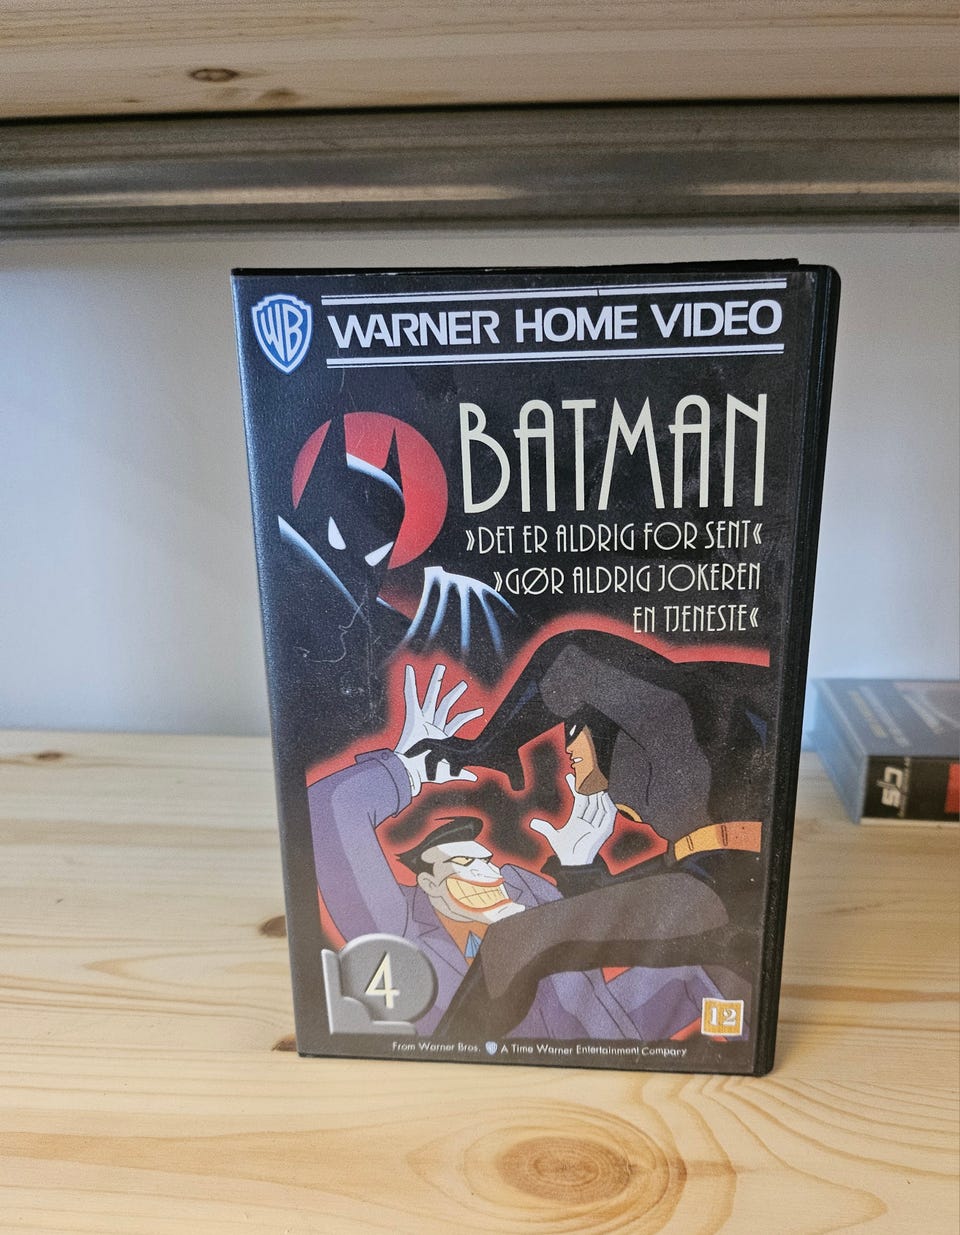 WB WARNER HOME VIDEO
BATMAN
»DET ER ALDRIG FOR SENT«
»GØR ALDRIG JOKEREN
EN TJENESTE«
4
12
From Warner Bros. WB A Time Warner Entertainment Company